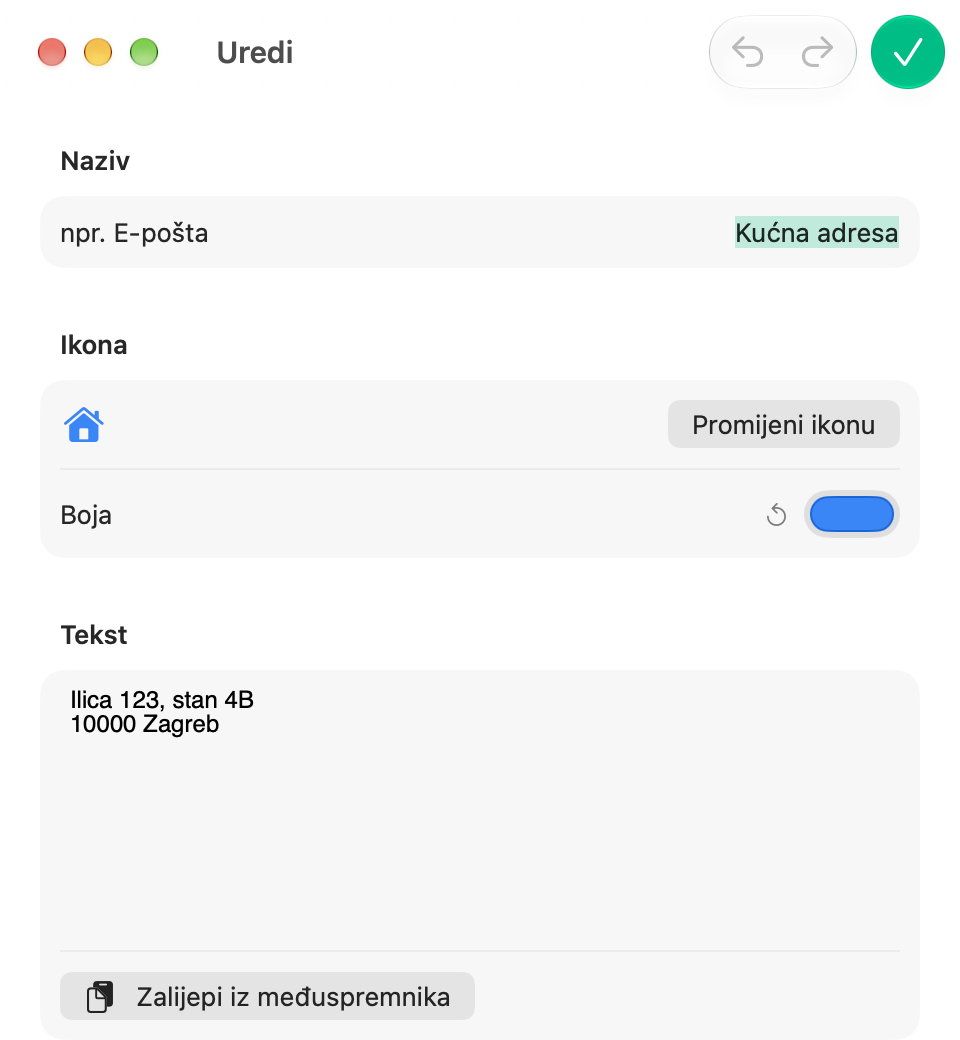 Uredi
Naziv
npr. E-pošta
Kućna adresa
Ikona
Promijeni ikonu
Boja
Tekst
Ilica 123, stan 4B
10000 Zagreb
Zalijepi iz međuspremnika